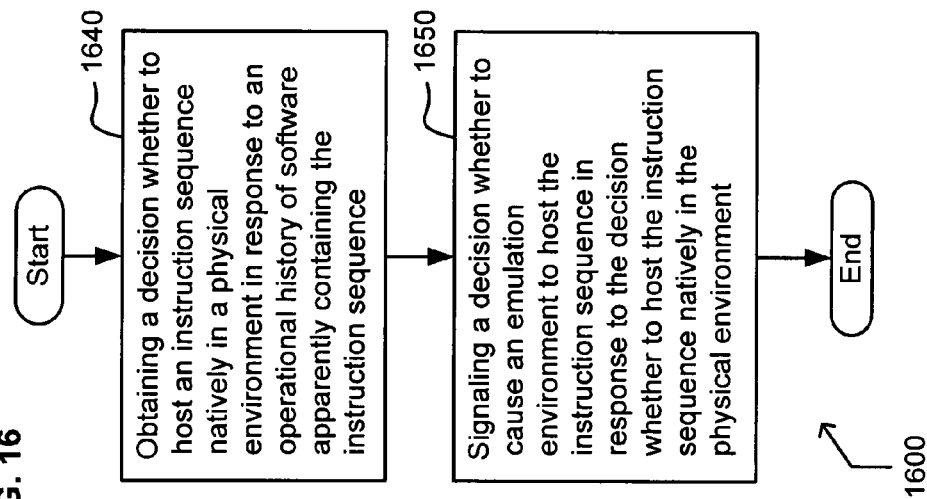 G. 16
Start
1640
Obtaining a decision whether to
host an instruction sequence
natively in a physical
environment in response to an
operational history of software
apparently containing the
instruction sequence
1650
Signaling a decision whether to
cause an emulation
environment to host the
instruction sequence in
response to the decision
whether to host the instruction
sequence natively in the
physical environment
End
1600